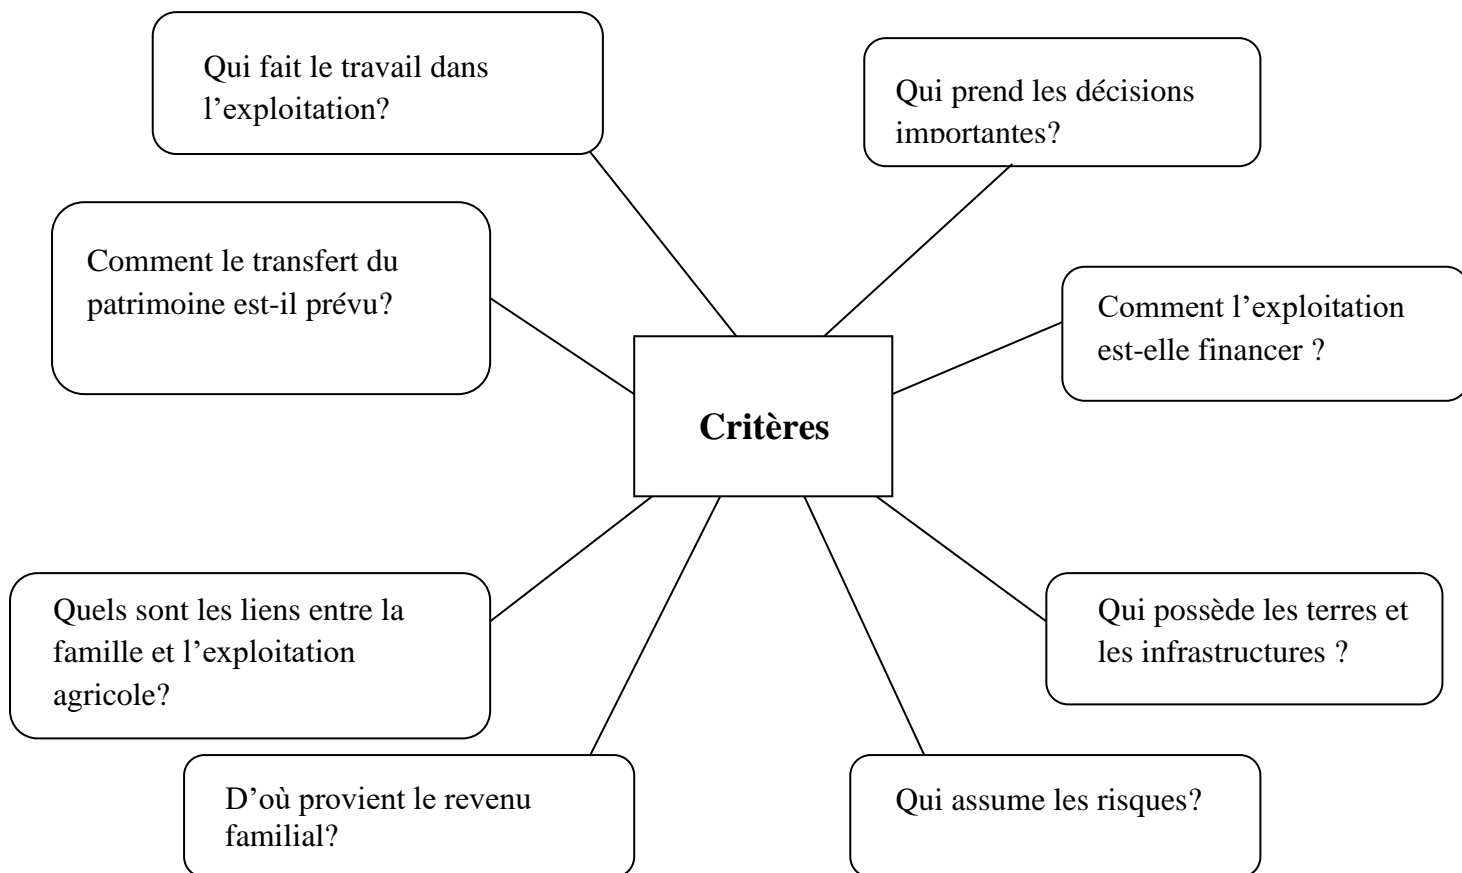 Qui fait le travail dans
l’exploitation?
Qui prend les décisions
importantes?
Comment le transfert du
patrimoine est-il prévu?
Comment l’exploitation
est-elle financer ?
Critères
Quels sont les liens entre la
famille et l’exploitation
agricole?
Qui possède les terres et
les infrastructures ?
D’où provient le revenu
familial?
Qui assume les risques?